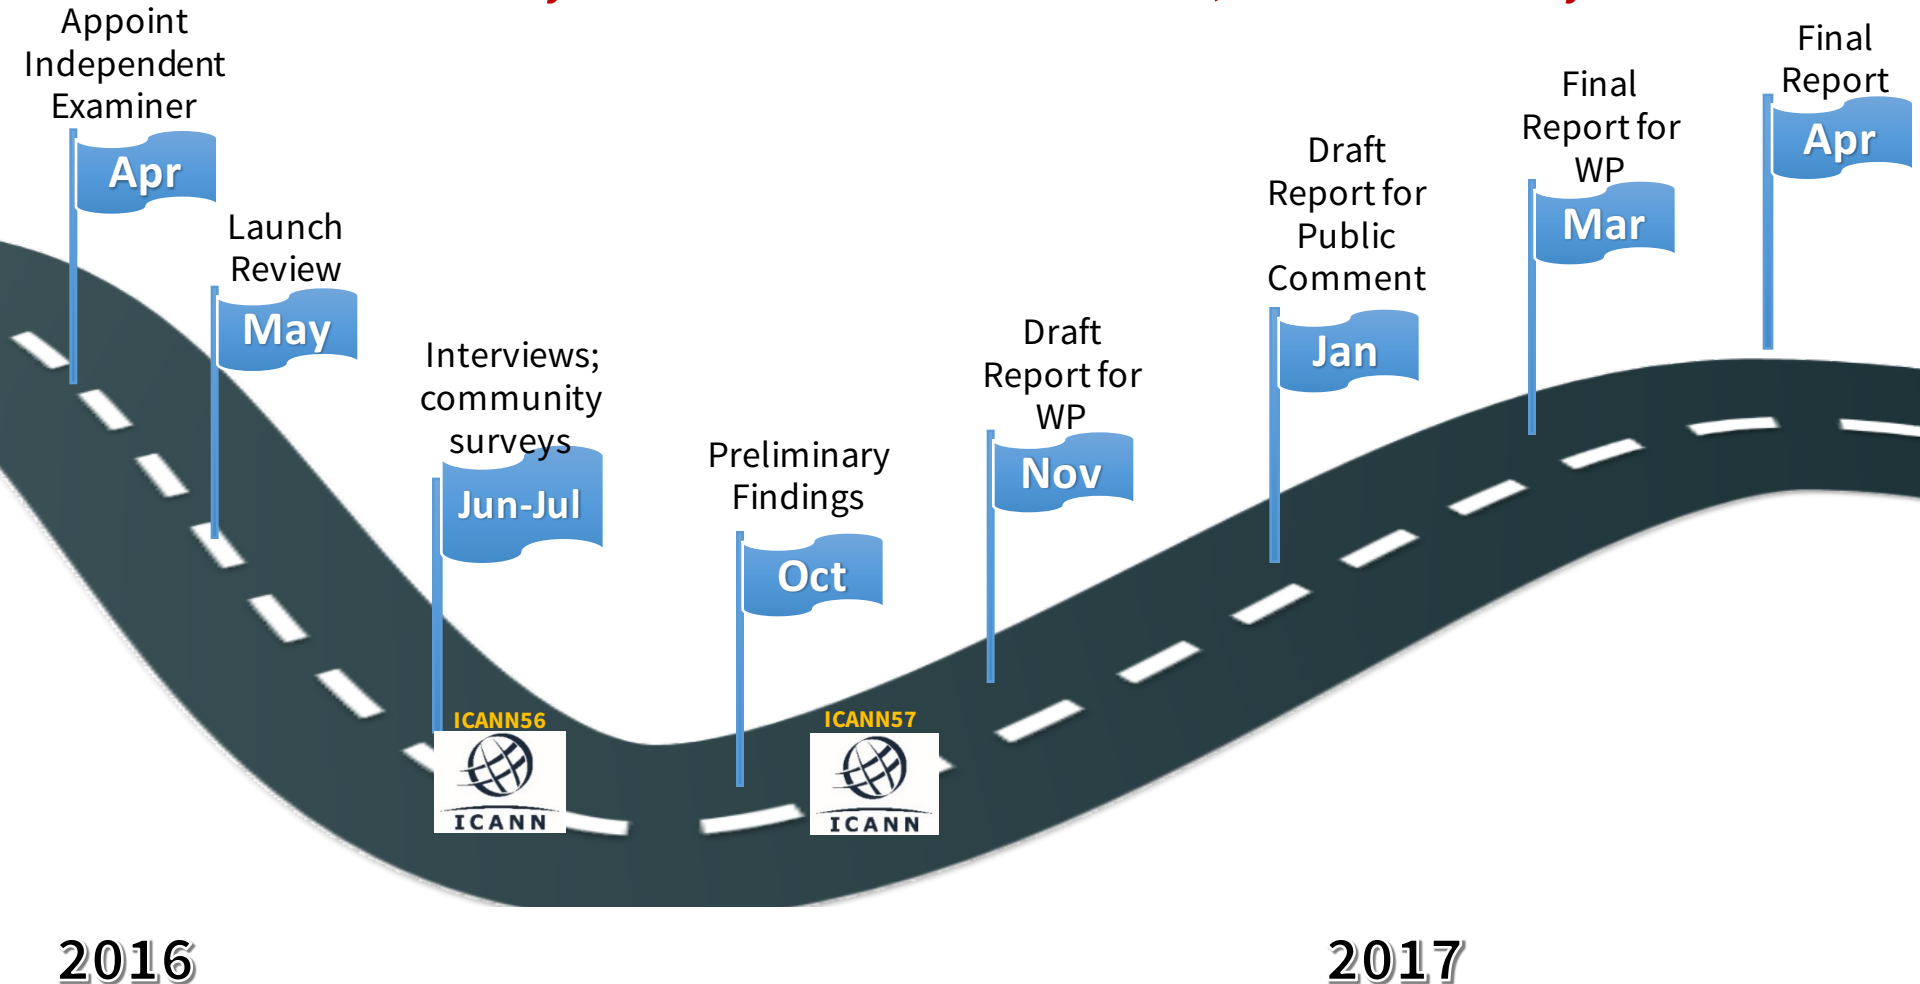 Appoint
Independent
Examiner
Apr
Launch
Review
May
Interviews;
community
surveys
Jun-Jul
Preliminary
Findings
Oct
Draft
Report for
WP
Nov
Draft
Report for
Public
Comment
Jan
Final
Report for
WP
Mar
Final
Report
Apr
ICANN56
ICANN
ICANN57
ICANN
2016
2017